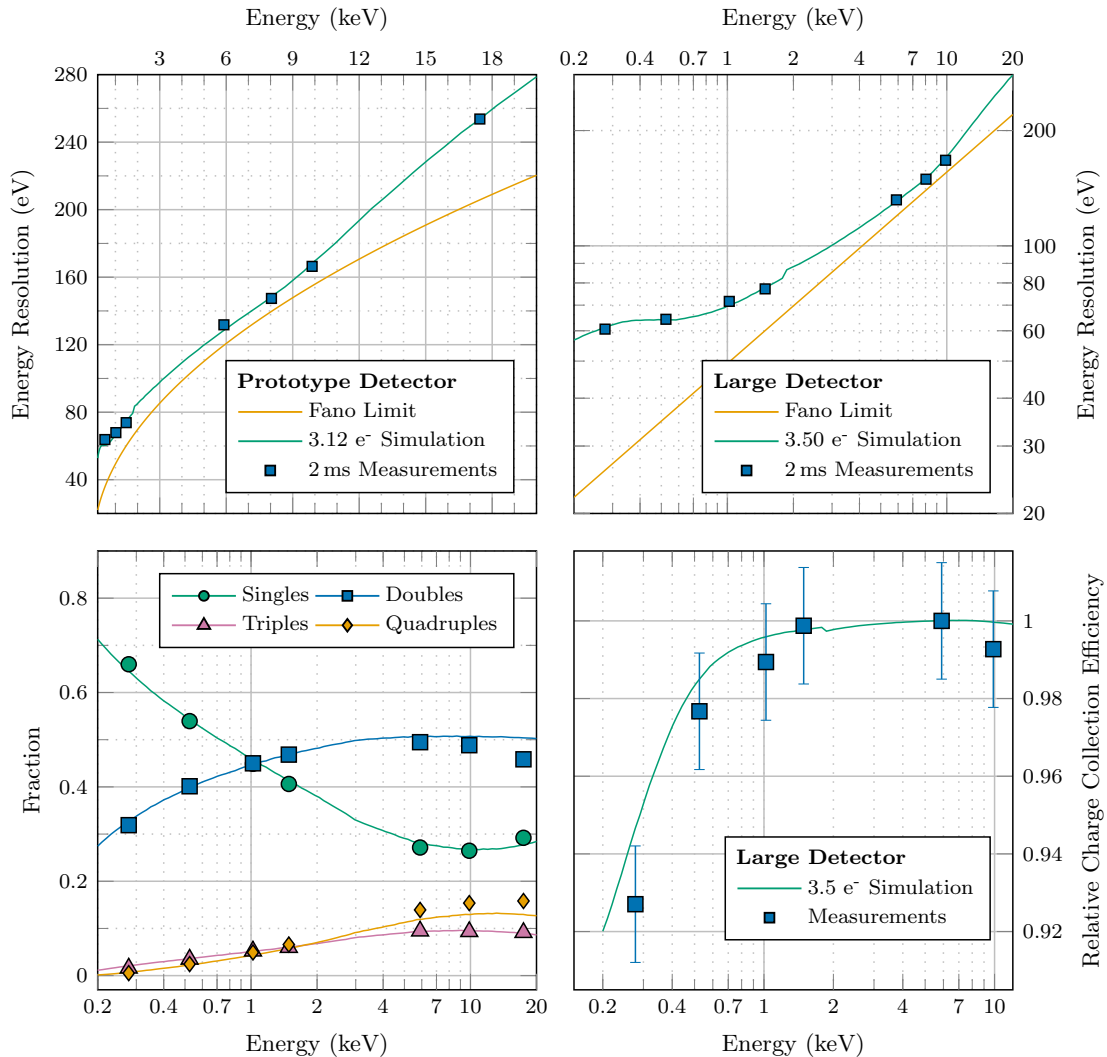 Energy (keV)
3 6 9 12 15 18
Energy (keV)
0.2 0.4 0.7 1 2 4 7 10 20
280
240
200
160
120
80
40
Energy Resolution (eV)
Prototype Detector
Fano Limit
3.12 e⁻ Simulation
2 ms Measurements
200
100
80
60
40
30
20
Energy Resolution (eV)
Large Detector
Fano Limit
3.50 e⁻ Simulation
2 ms Measurements
0.8
0.6
0.4
0.2
0
Fraction
Singles Doubles
Triples Quadruples
0.2 0.4 0.7 1 2 4 7 10 20
Energy (keV)
1
0.98
0.96
0.94
0.92
Relative Charge Collection Efficiency
Large Detector
3.5 e⁻ Simulation
Measurements
0.2 0.4 0.7 1 2 4 7 10
Energy (keV)